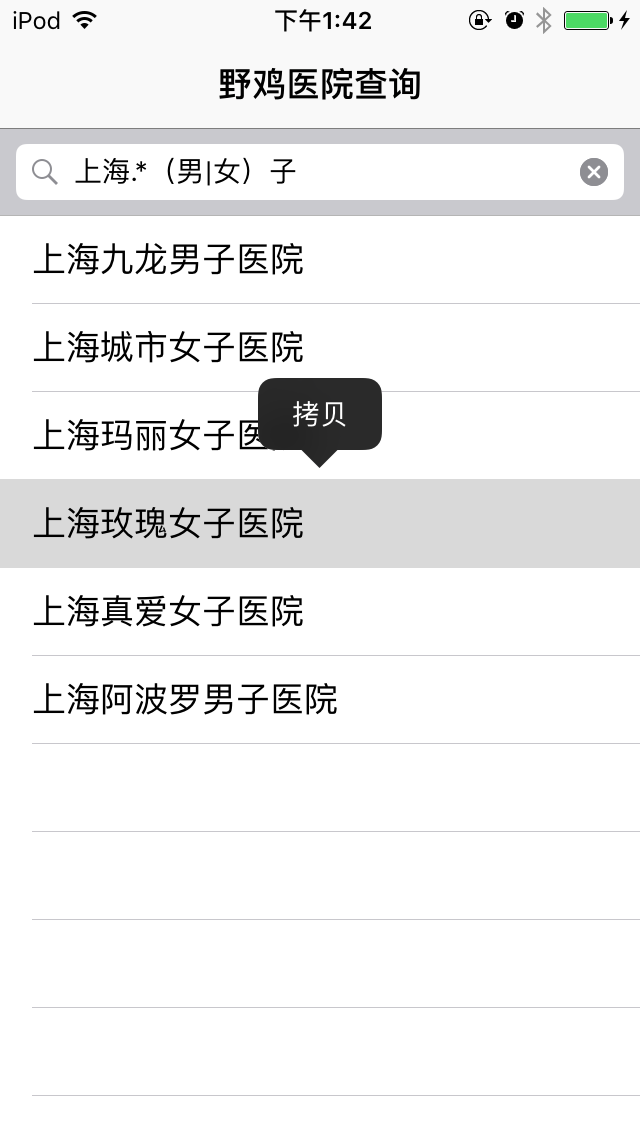 iPod 下午1:42
野鸡医院查询
上海.*（男|女）子
上海九龙男子医院
上海城市女子医院
拷贝
上海玛丽女子医
上海玫瑰女子医院
上海真爱女子医院
上海阿波罗男子医院